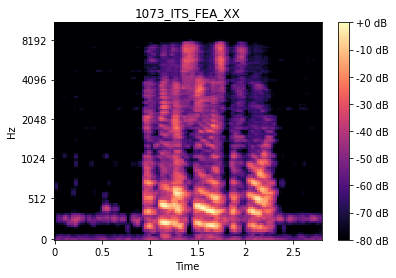 1073_ITS_FEA_XX
+0 dB
8192
-10 dB
4096
-20 dB
-30 dB
2048
Hz
-40 dB
1024
-50 dB
512
-60 dB
-70 dB
0
-80 dB
0 0.5 1 1.5 2 2.5
Time